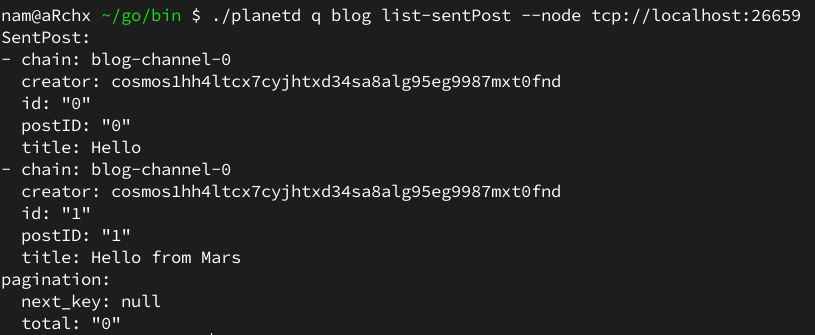 nam@aRchx ~/go/bin $ ./planetd q blog list-sentPost --node tcp://localhost:26659
SentPost:
- chain: blog-channel-0
  creator: cosmos1hh4ltcx7cyjhtxd34sa8alg95eg9987mxt0fnd
  id: "0"
  postID: "0"
  title: Hello
- chain: blog-channel-0
  creator: cosmos1hh4ltcx7cyjhtxd34sa8alg95eg9987mxt0fnd
  id: "1"
  postID: "1"
  title: Hello from Mars
pagination:
  next_key: null
  total: "0"